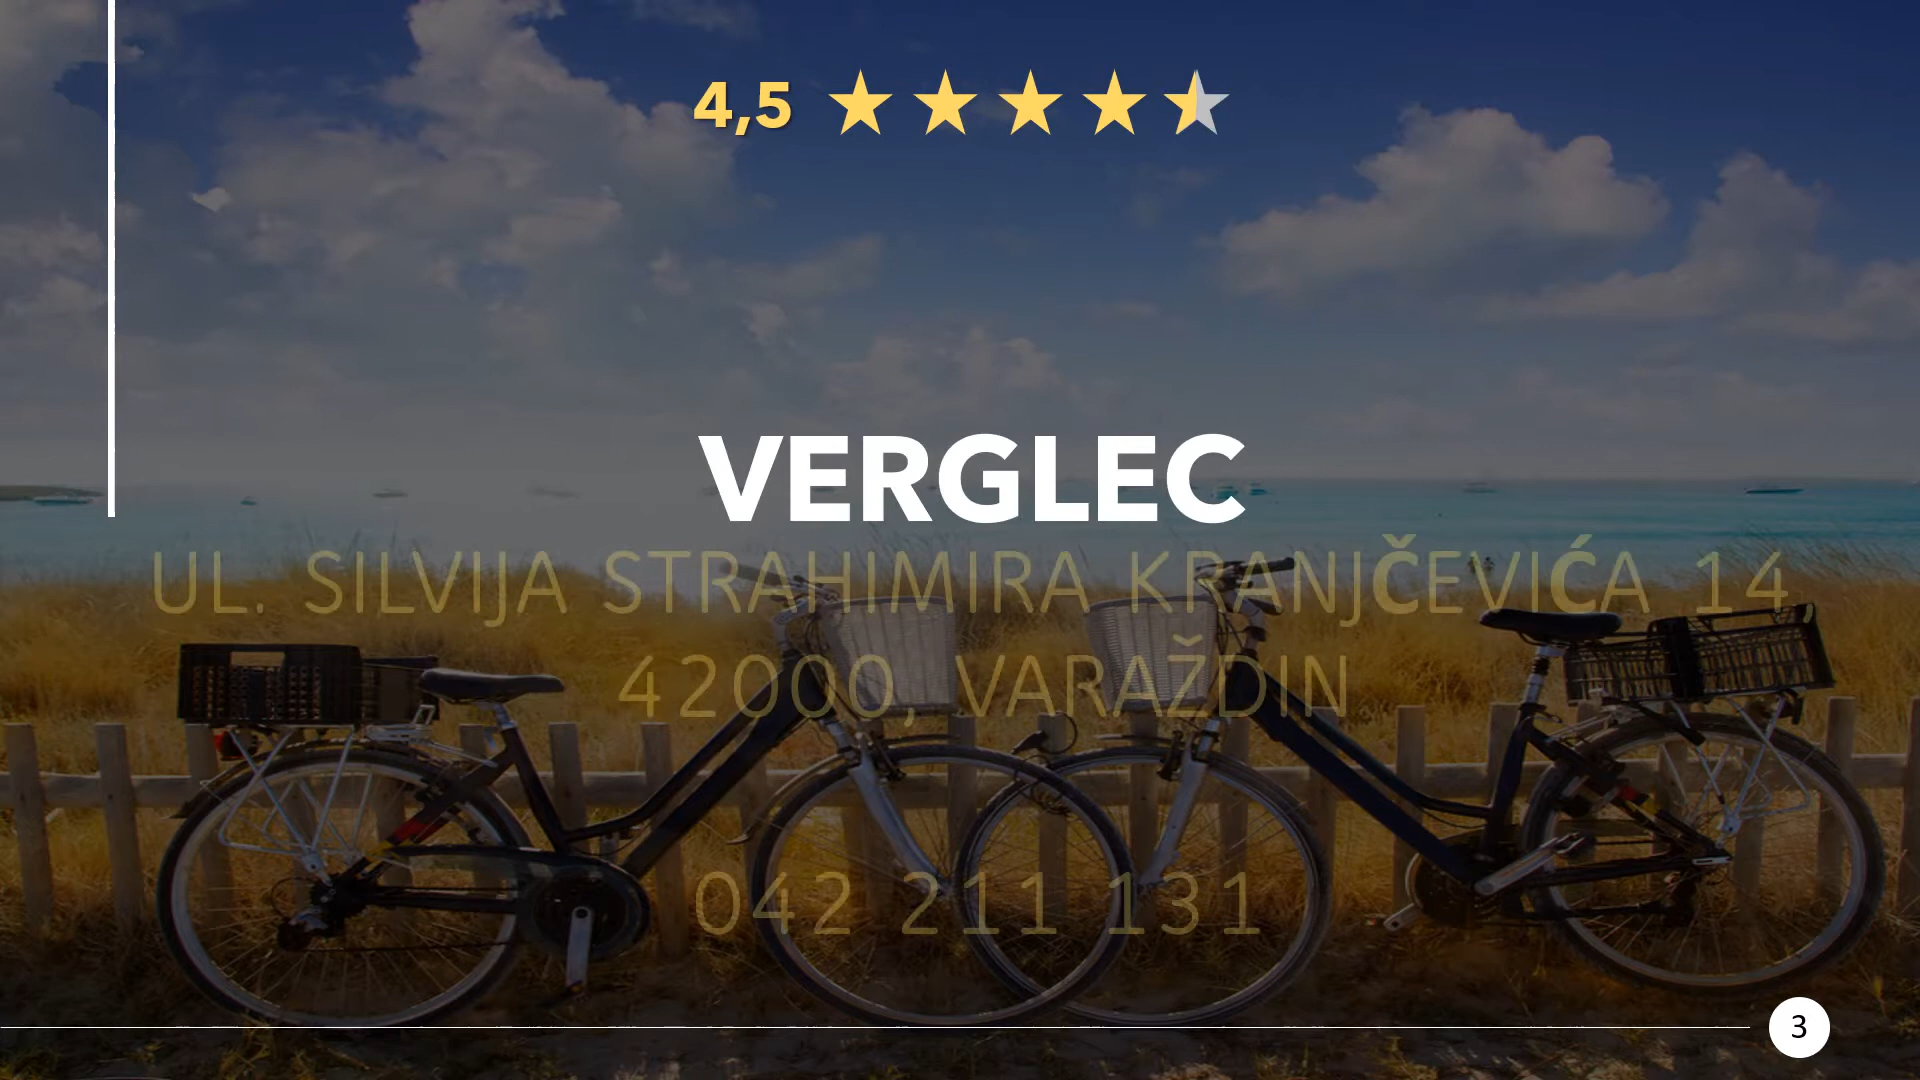 4,5
VERGLEC
UL. SILVIJA STRAHIMIRA KRANJČEVIĆA 14
42000, VARAŽDIN
042 211 131
3